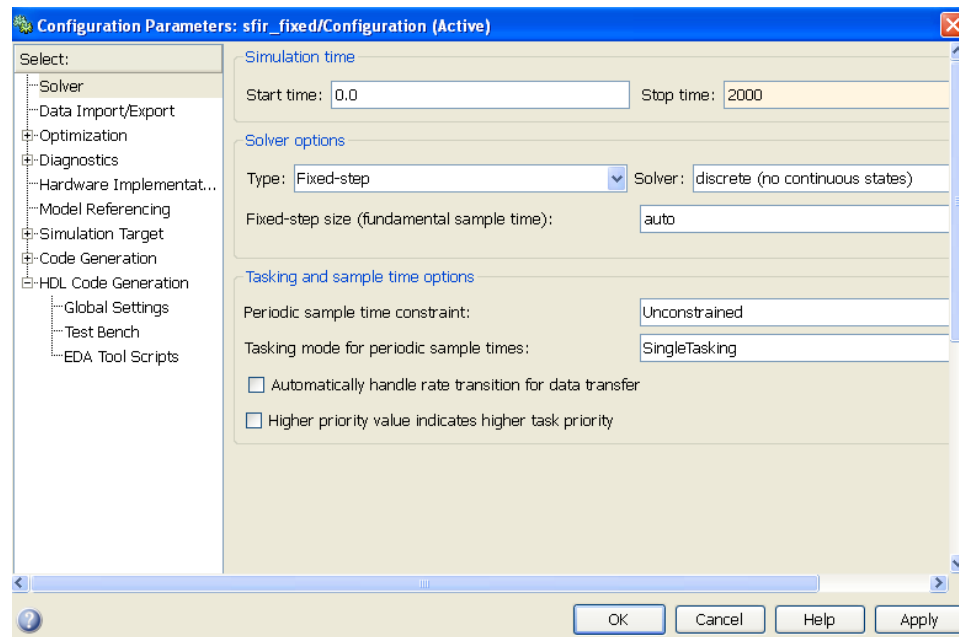 Configuration Parameters: sfir_fixed/Configuration (Active)
Select:
Solver
Data Import/Export
Optimization
Diagnostics
Hardware Implementat...
Model Referencing
Simulation Target
Code Generation
HDL Code Generation
Global Settings
Test Bench
EDA Tool Scripts
Simulation time
Start time: 0.0 Stop time: 2000
Solver options
Type: Fixed-step Solver: discrete (no continuous states)
Fixed-step size (fundamental sample time): auto
Tasking and sample time options
Periodic sample time constraint: Unconstrained
Tasking mode for periodic sample times: SingleTasking
Automatically handle rate transition for data transfer
Higher priority value indicates higher task priority
OK Cancel Help Apply